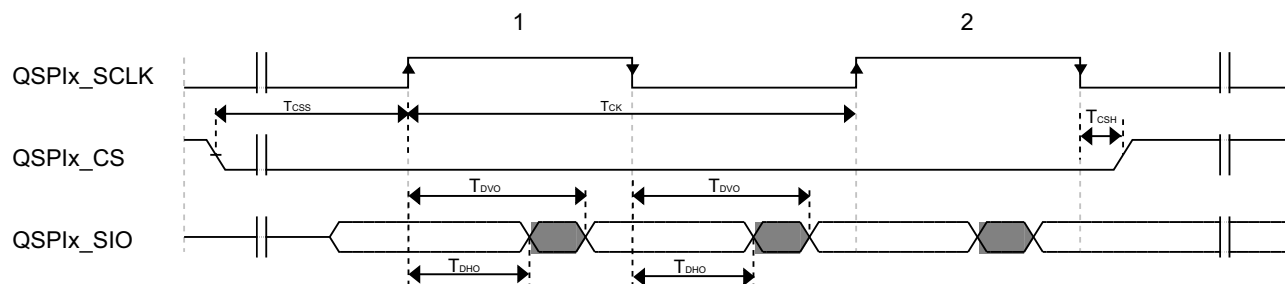 1 2
QSPIx_SCLK
TCSS TCK TCSH
QSPIx_CS
TDVO TDVO
QSPIx_SIO
TDHO TDHO